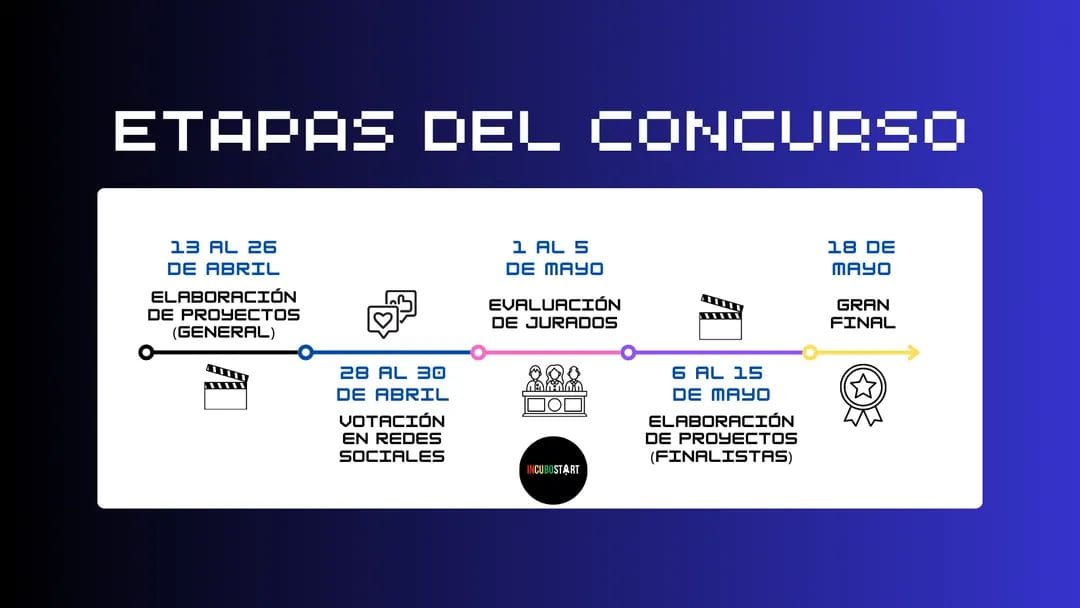 ETAPAS DEL CONCURSO
13 AL 26
DE ABRIL
ELABORACIÓN
DE PROYECTOS
(GENERAL)
28 AL 30
DE ABRIL
VOTACIÓN
EN REDES
SOCIALES
1 AL 5
DE MAYO
EVALUACIÓN
DE JURADOS
INCUBOSTART
6 AL 15
DE MAYO
ELABORACIÓN
DE PROYECTOS
(FINALISTAS)
18 DE
MAYO
GRAN
FINAL